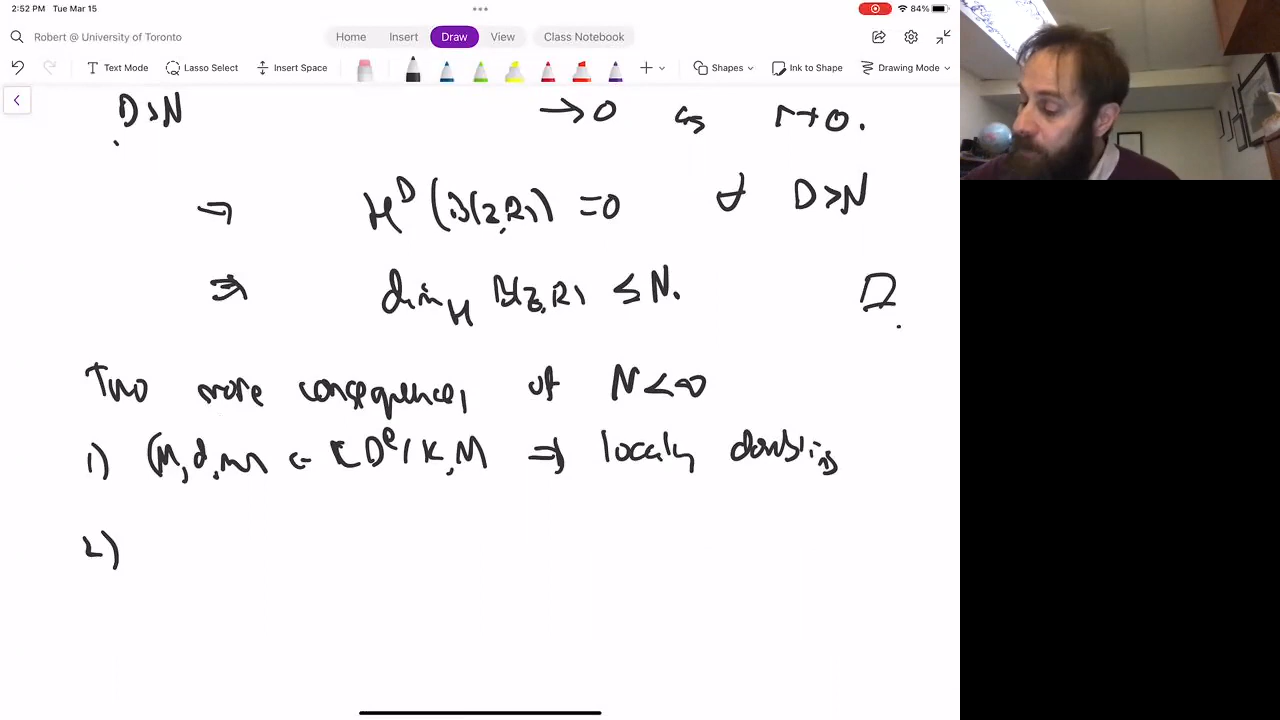 2:52 PM Tue Mar 15
84%
Robert @ University of Toronto
Home Insert Draw View Class Notebook
Text Mode Lasso Select Insert Space Shapes Ink to Shape Drawing Mode
D>N → 0 as r→0.
⇒ H^D (B(z,R)) = 0 ∀ D>N
⇒ dim_H B(z,R) ≤ N. □
Two more consequences of N<∞
1) (M,d,m) ∈ CD^e(K,N) ⇒ locally doubling
2)